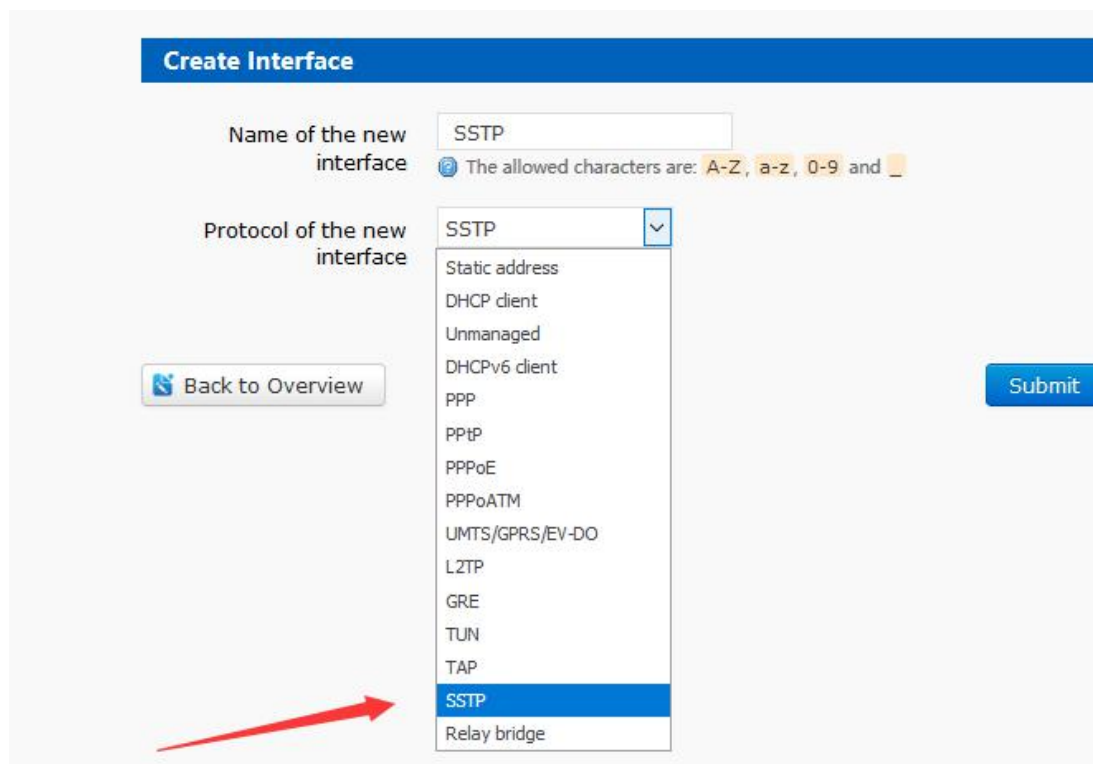 Create Interface
Name of the new
interface
SSTP
The allowed characters are: A-Z, a-z, 0-9 and _
Protocol of the new
interface
SSTP
Static address
DHCP client
Unmanaged
DHCPv6 client
PPP
PPtP
PPPoE
PPPoATM
UMTS/GPRS/EV-DO
L2TP
GRE
TUN
TAP
SSTP
Relay bridge
Back to Overview
Submit